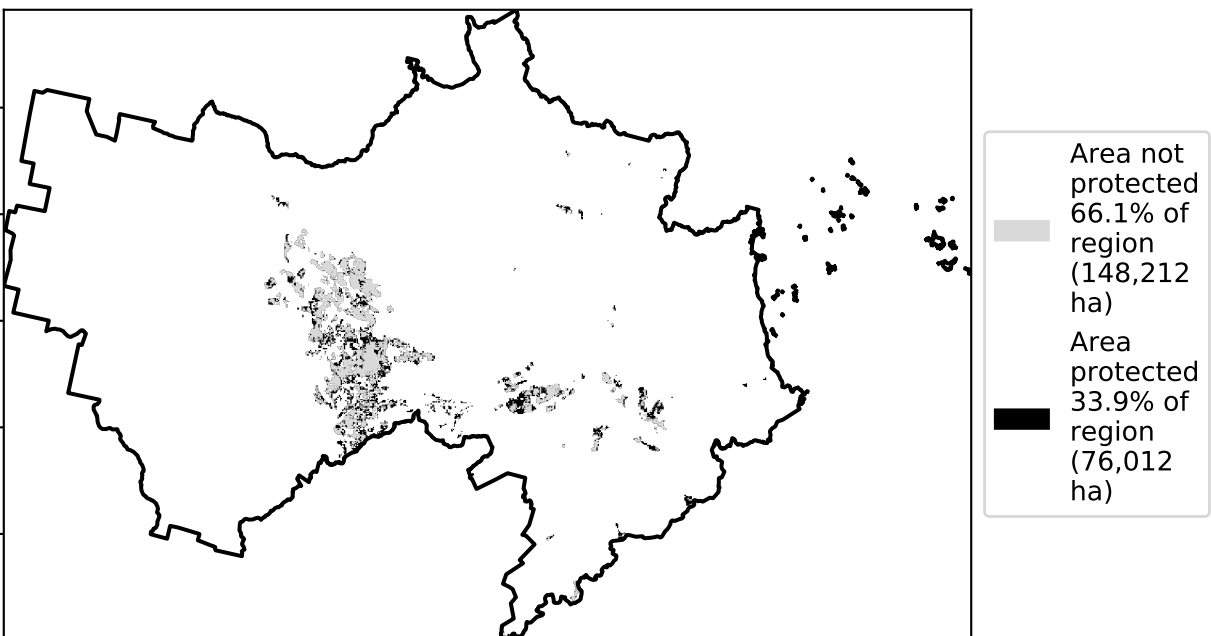 Area not
protected
66.1% of
region
(148,212
ha)
Area
protected
33.9% of
region
(76,012
ha)